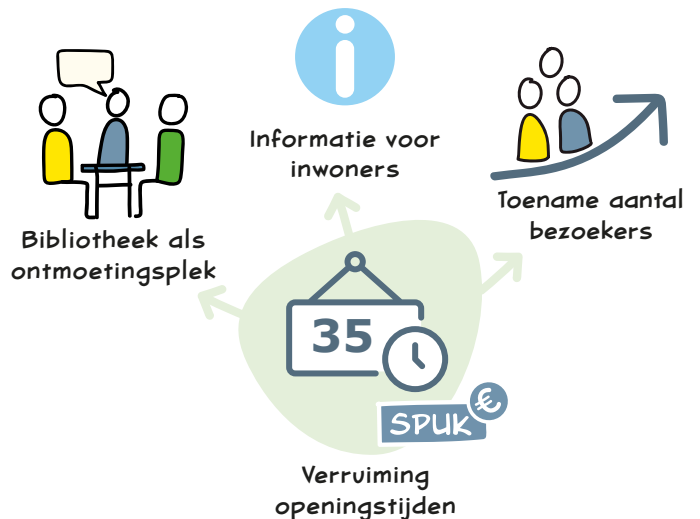 Informatie voor
inwoners
Toename aantal
bezoekers
Bibliotheek als
ontmoetingsplek
35
SPUK €
Verruiming
openingstijden